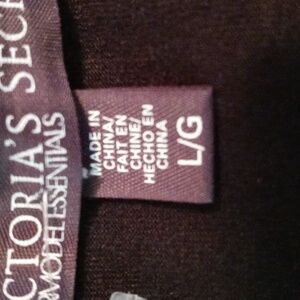 CTORIA'S SEC
MODEL ESSENTIALS
MADE IN
CHINA/
FAIT EN
CHINE/
HECHO EN
CHINA
L/G